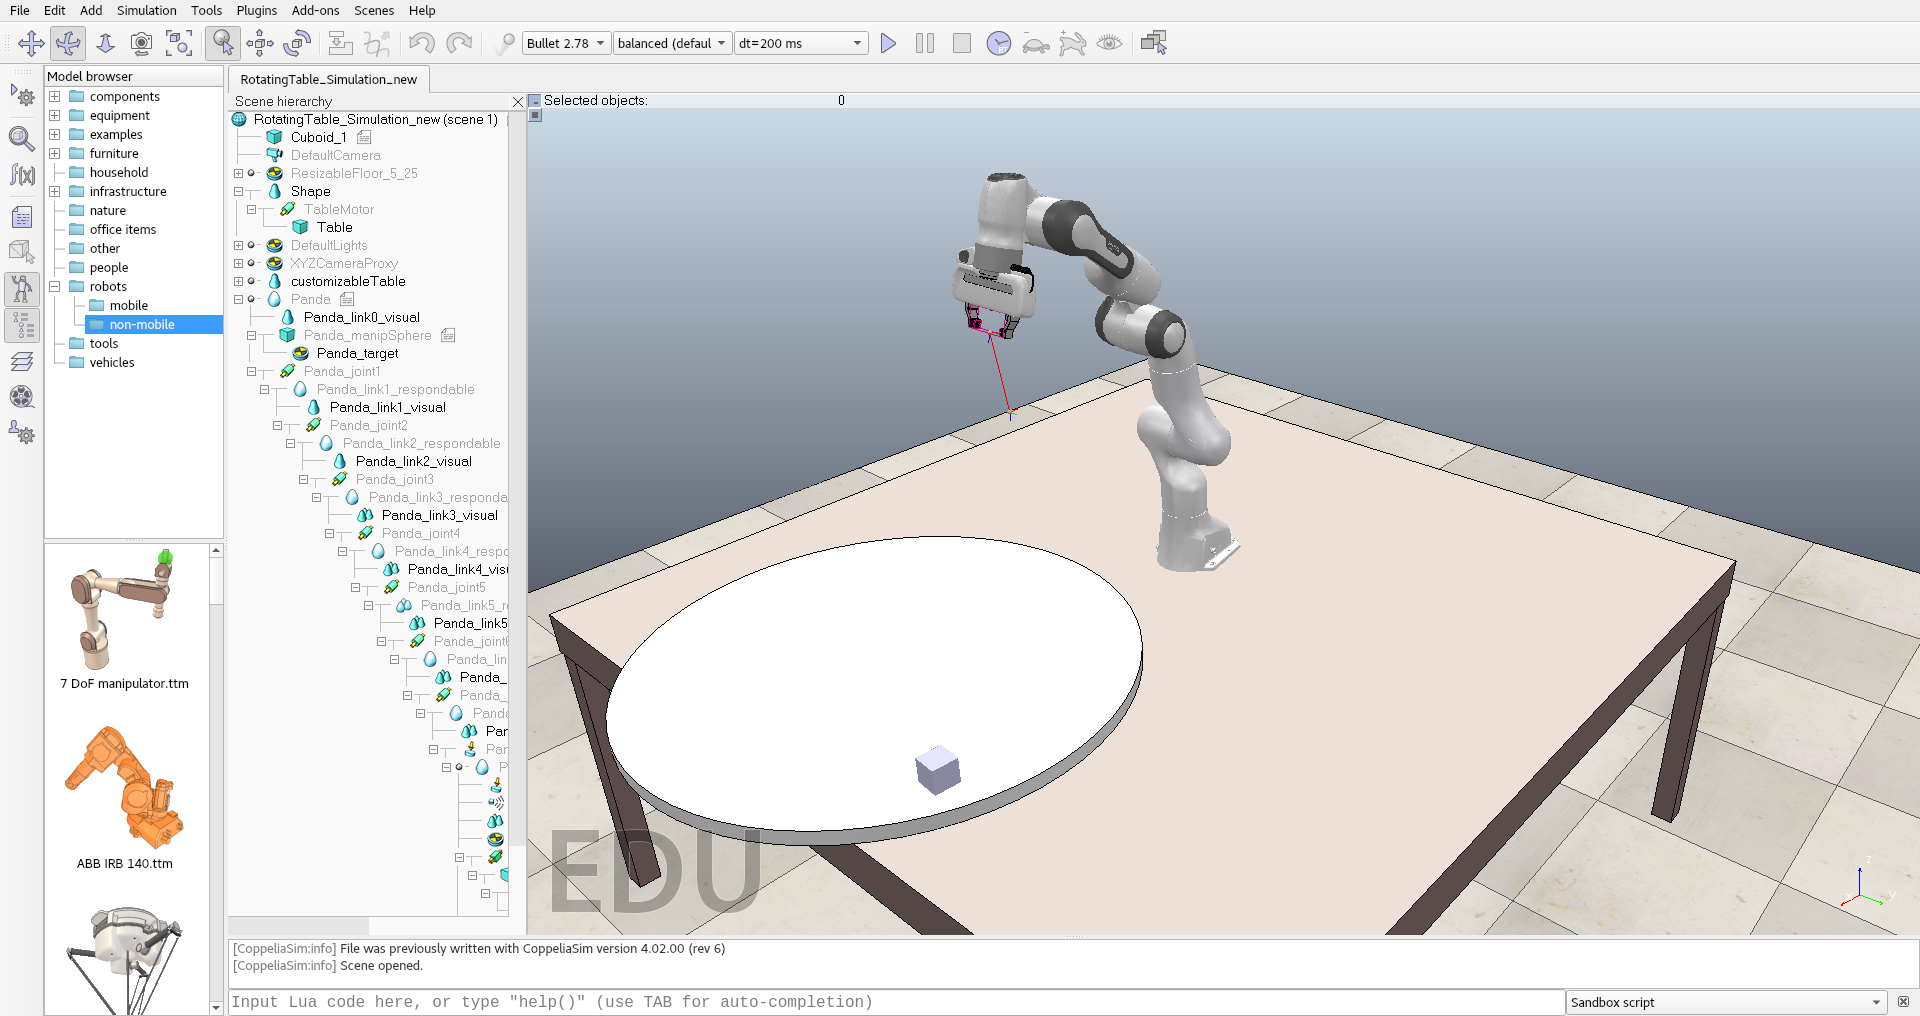 File Edit Add Simulation Tools Plugins Add-ons Scenes Help
Bullet 2.78 balanced (defaul dt=200 ms
Model browser
components
equipment
examples
furniture
household
infrastructure
nature
office items
other
people
robots
mobile
non-mobile
tools
vehicles
7 DoF manipulator.ttm
ABB IRB 140.ttm
RotatingTable_Simulation_new
Scene hierarchy
RotatingTable_Simulation_new (scene 1)
Cuboid_1
DefaultCamera
ResizableFloor_5_25
Shape
TableMotor
Table
DefaultLights
XYZCameraProxy
customizableTable
Panda
Panda_link0_visual
Panda_manipSphere
Panda_target
Panda_joint1
Panda_link1_respondable
Panda_link1_visual
Panda_joint2
Panda_link2_respondable
Panda_link2_visual
Panda_joint3
Panda_link3_responda
Panda_link3_visual
Panda_joint4
Panda_link4_respo
Panda_link4_visu
Panda_joint5
Panda_link5_r
Panda_link5
Panda_joint6
Panda_lin
Panda_
Panda_
Panda
Par
Par
P
Selected objects: 0
EDU
z
y
[CoppeliaSim:info] File was previously written with CoppeliaSim version 4.02.00 (rev 6)
[CoppeliaSim:info] Scene opened.
Input Lua code here, or type "help()" (use TAB for auto-completion)
Sandbox script